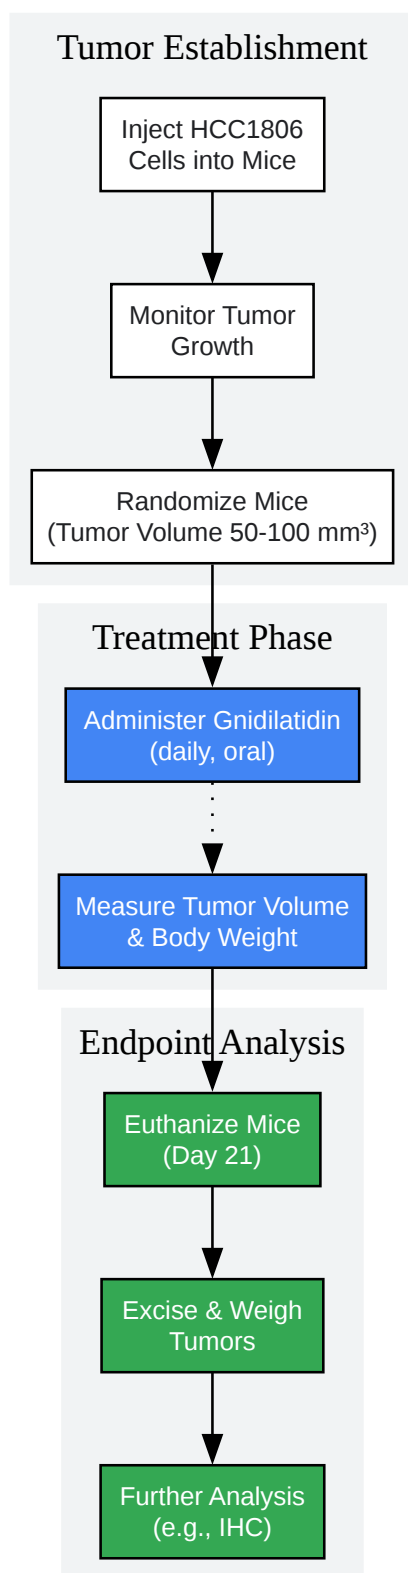 Tumor Establishment
Inject HCC1806
Cells into Mice
Monitor Tumor
Growth
Randomize Mice
(Tumor Volume 50-100 mm³)
Treatment Phase
Administer Gnidilatidin
(daily, oral)
Measure Tumor Volume
& Body Weight
Endpoint Analysis
Euthanize Mice
(Day 21)
Excise & Weigh
Tumors
Further Analysis
(e.g., IHC)